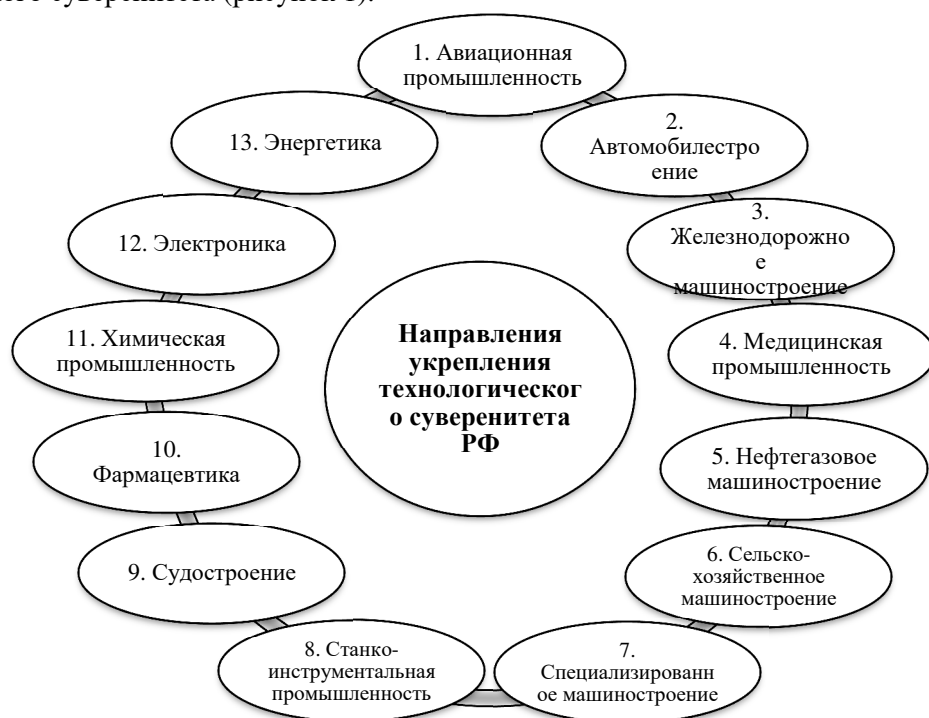 ого суверенитета (рисунок 1).
1. Авиационная
промышленность
2.
Автомобилестро
ение
3.
Железнодорожно
е
машиностроение
4. Медицинская
промышленность
5. Нефтегазовое
машиностроение
6. Сельско-
хозяйственное
машиностроение
7.
Специализированн
ое машиностроение
8. Станко-
инструментальная
промышленность
9. Судостроение
10.
Фармацевтика
11. Химическая
промышленность
12. Электроника
13. Энергетика
Направления
укрепления
технологическог
о суверенитета
РФ